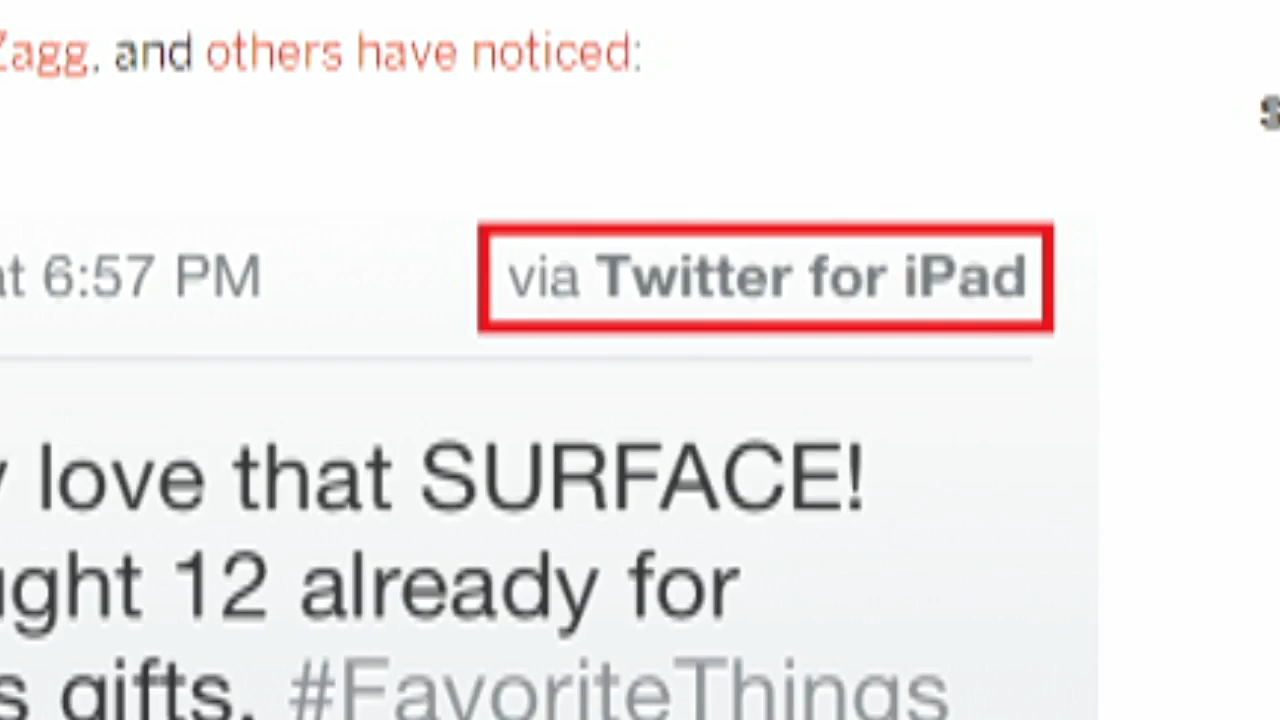 Zagg, and others have noticed:
at 6:57 PM
via Twitter for iPad
love that SURFACE!
12 already for
gifts. #FavoriteThings